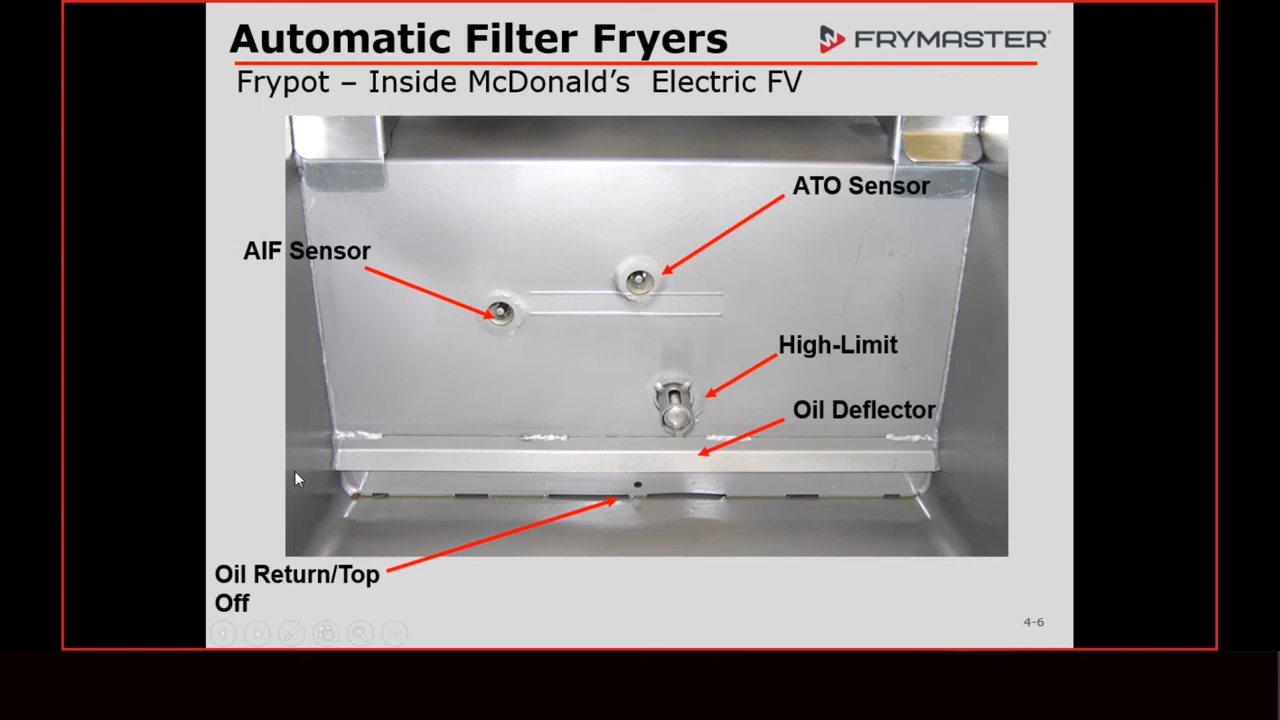 Automatic Filter Fryers
FRYMASTER
Frypot – Inside McDonald’s Electric FV
ATO Sensor
AIF Sensor
High-Limit
Oil Deflector
Oil Return/Top
Off
4-6